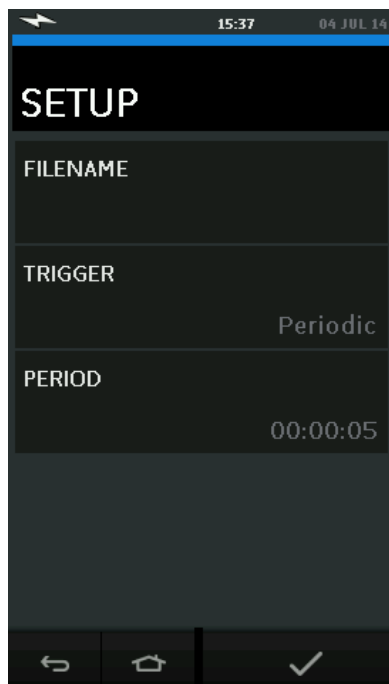 15:37 04 JUL 14
SETUP
FILENAME
TRIGGER
Periodic
PERIOD
00:00:05